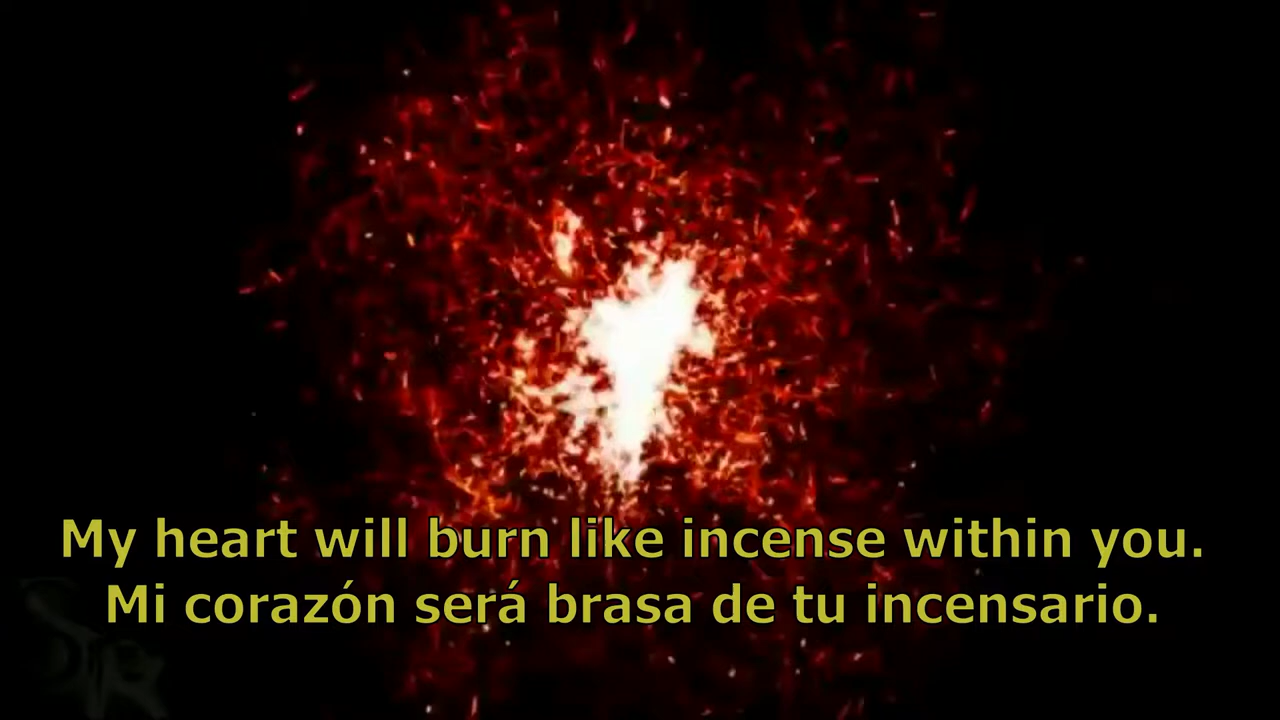 My heart will burn like incense within you.
Mi corazón será brasa de tu incensario.